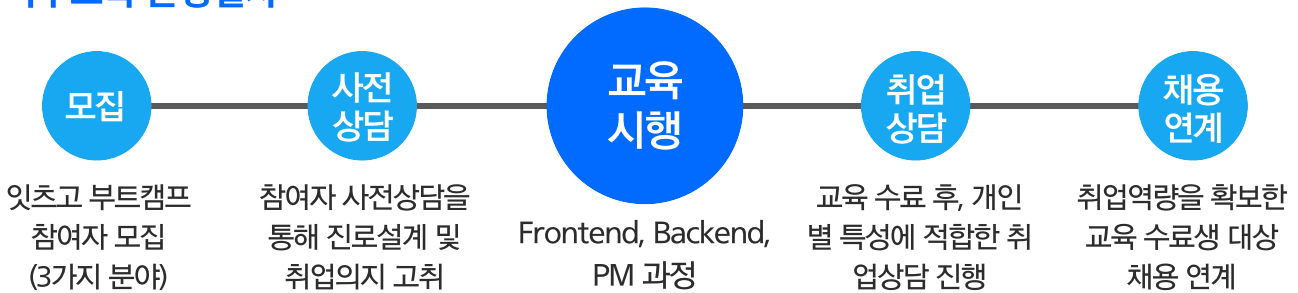 모집
사전
상담
교육
시행
취업
상담
채용
연계
잇츠고 부트캠프
참여자 모집
(3가지 분야)
참여자 사전상담을
통해 진로설계 및
취업의지 고취
Frontend, Backend,
PM 과정
교육 수료 후, 개인
별 특성에 적합한 취
업상담 진행
취업역량을 확보한
교육 수료생 대상
채용 연계